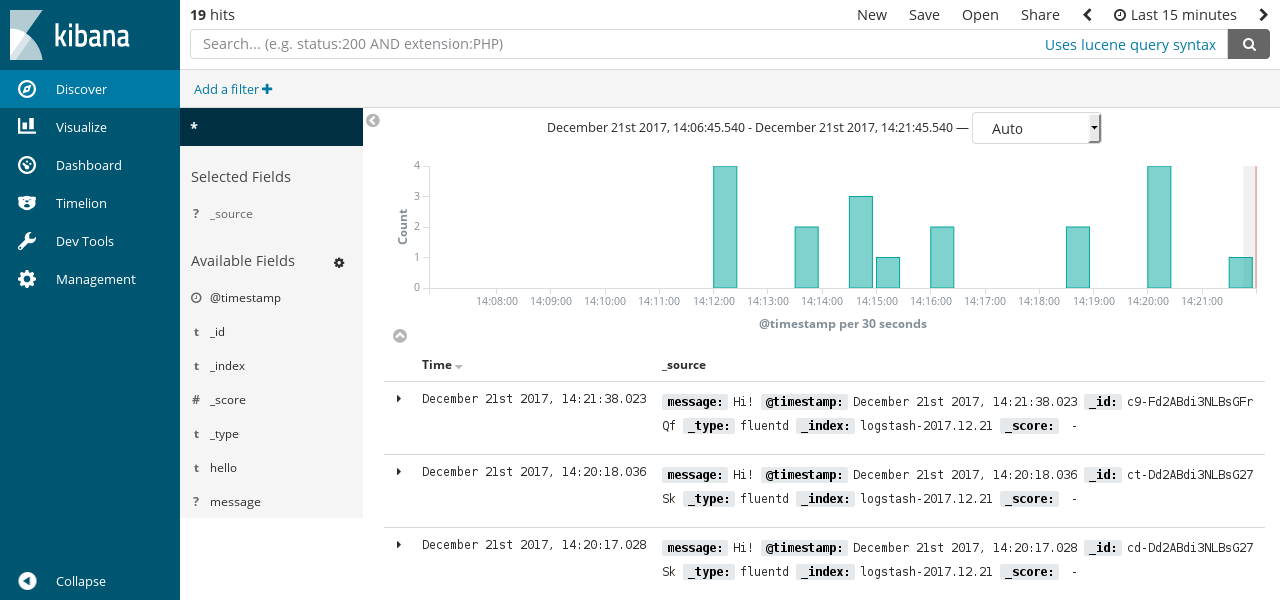 kibana
Discover
Visualize
Dashboard
Timelion
Dev Tools
Management
Collapse
19 hits
New Save Open Share Last 15 minutes
Search... (e.g. status:200 AND extension:PHP) Uses lucene query syntax
Add a filter
*
Selected Fields
? _source
Available Fields
@timestamp
t _id
t _index
# _score
t _type
hello
? message
December 21st 2017, 14:06:45.540 - December 21st 2017, 14:21:45.540 — Auto
Count
4
3
2
1
0
14:08:00 14:09:00 14:10:00 14:11:00 14:12:00 14:13:00 14:14:00 14:15:00 14:16:00 14:17:00 14:18:00 14:19:00 14:20:00 14:21:00
@timestamp per 30 seconds
Time _source
December 21st 2017, 14:21:38.023 message: Hi! @timestamp: December 21st 2017, 14:21:38.023 _id: c9-Fd2ABdi3NLBsGFr
Qf _type: fluentd _index: logstash-2017.12.21 _score: -
December 21st 2017, 14:20:18.036 message: Hi! @timestamp: December 21st 2017, 14:20:18.036 _id: ct-Dd2ABdi3NLBsG27
Sk _type: fluentd _index: logstash-2017.12.21 _score: -
December 21st 2017, 14:20:17.028 message: Hi! @timestamp: December 21st 2017, 14:20:17.028 _id: cd-Dd2ABdi3NLBsG27
Sk _type: fluentd _index: logstash-2017.12.21 _score: -